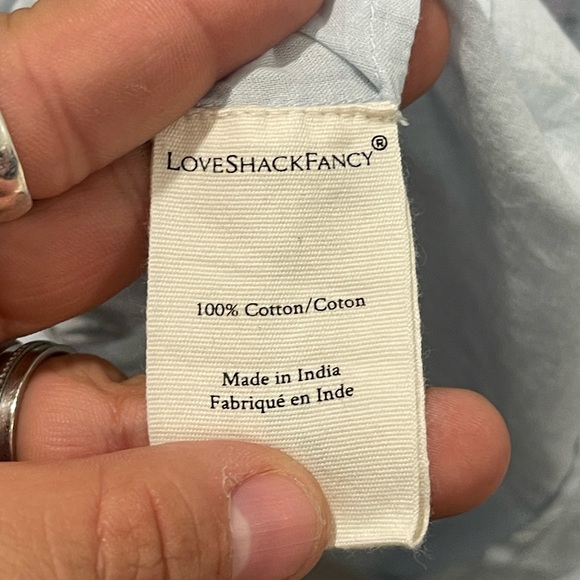 LOVESHACKFANCY®
100% Cotton/Coton
Made in India
Fabriqué en Inde